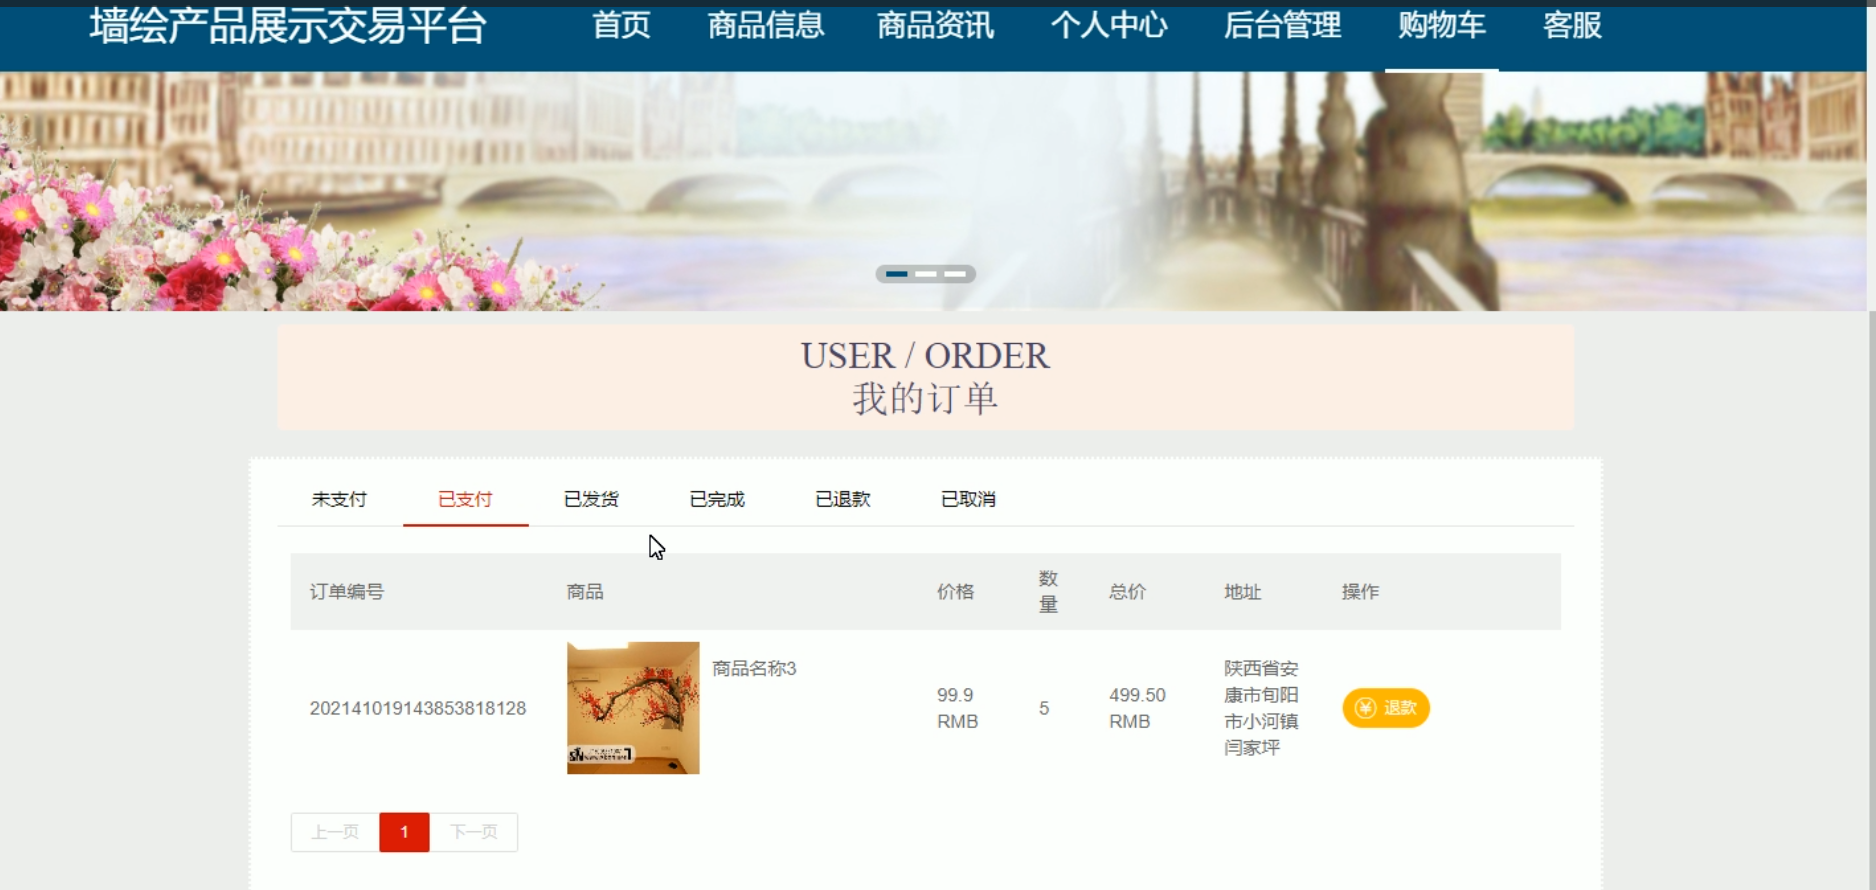 墙绘产品展示交易平台
首页 商品信息 商品资讯 个人中心 后台管理 购物车 客服
USER / ORDER
我的订单
未支付 已支付 已发货 已完成 已退款 已取消
订单编号 商品 价格 数量 总价 地址 操作
202141019143853818128
商品名称3
99.9
RMB
5
499.50
RMB
陕西省安
康市旬阳
市小河镇
闫家坪
退款
上一页 1 下一页